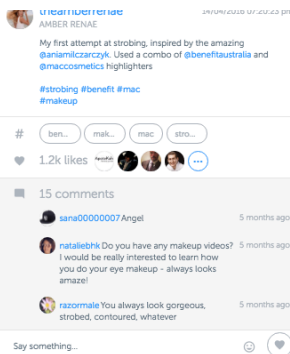 theamberrenae 14/04/2016 07:20:23 pm
AMBER RENAE
My first attempt at strobing, inspired by the amazing
@aniamilczarczyk. Used a combo of @benefitaustralia and
@maccosmetics highlighters
#strobing #benefit #mac
#makeup
# ben... mak... mac stro...
1.2k likes
15 comments
sana00000007 Angel 5 months ago
nataliebhk Do you have any makeup videos? 5 months ago
I would be really interested to learn how
you do your eye makeup - always looks
amaze!
razormale You always look gorgeous, 5 months ago
strobed, contoured, whatever
Say something...